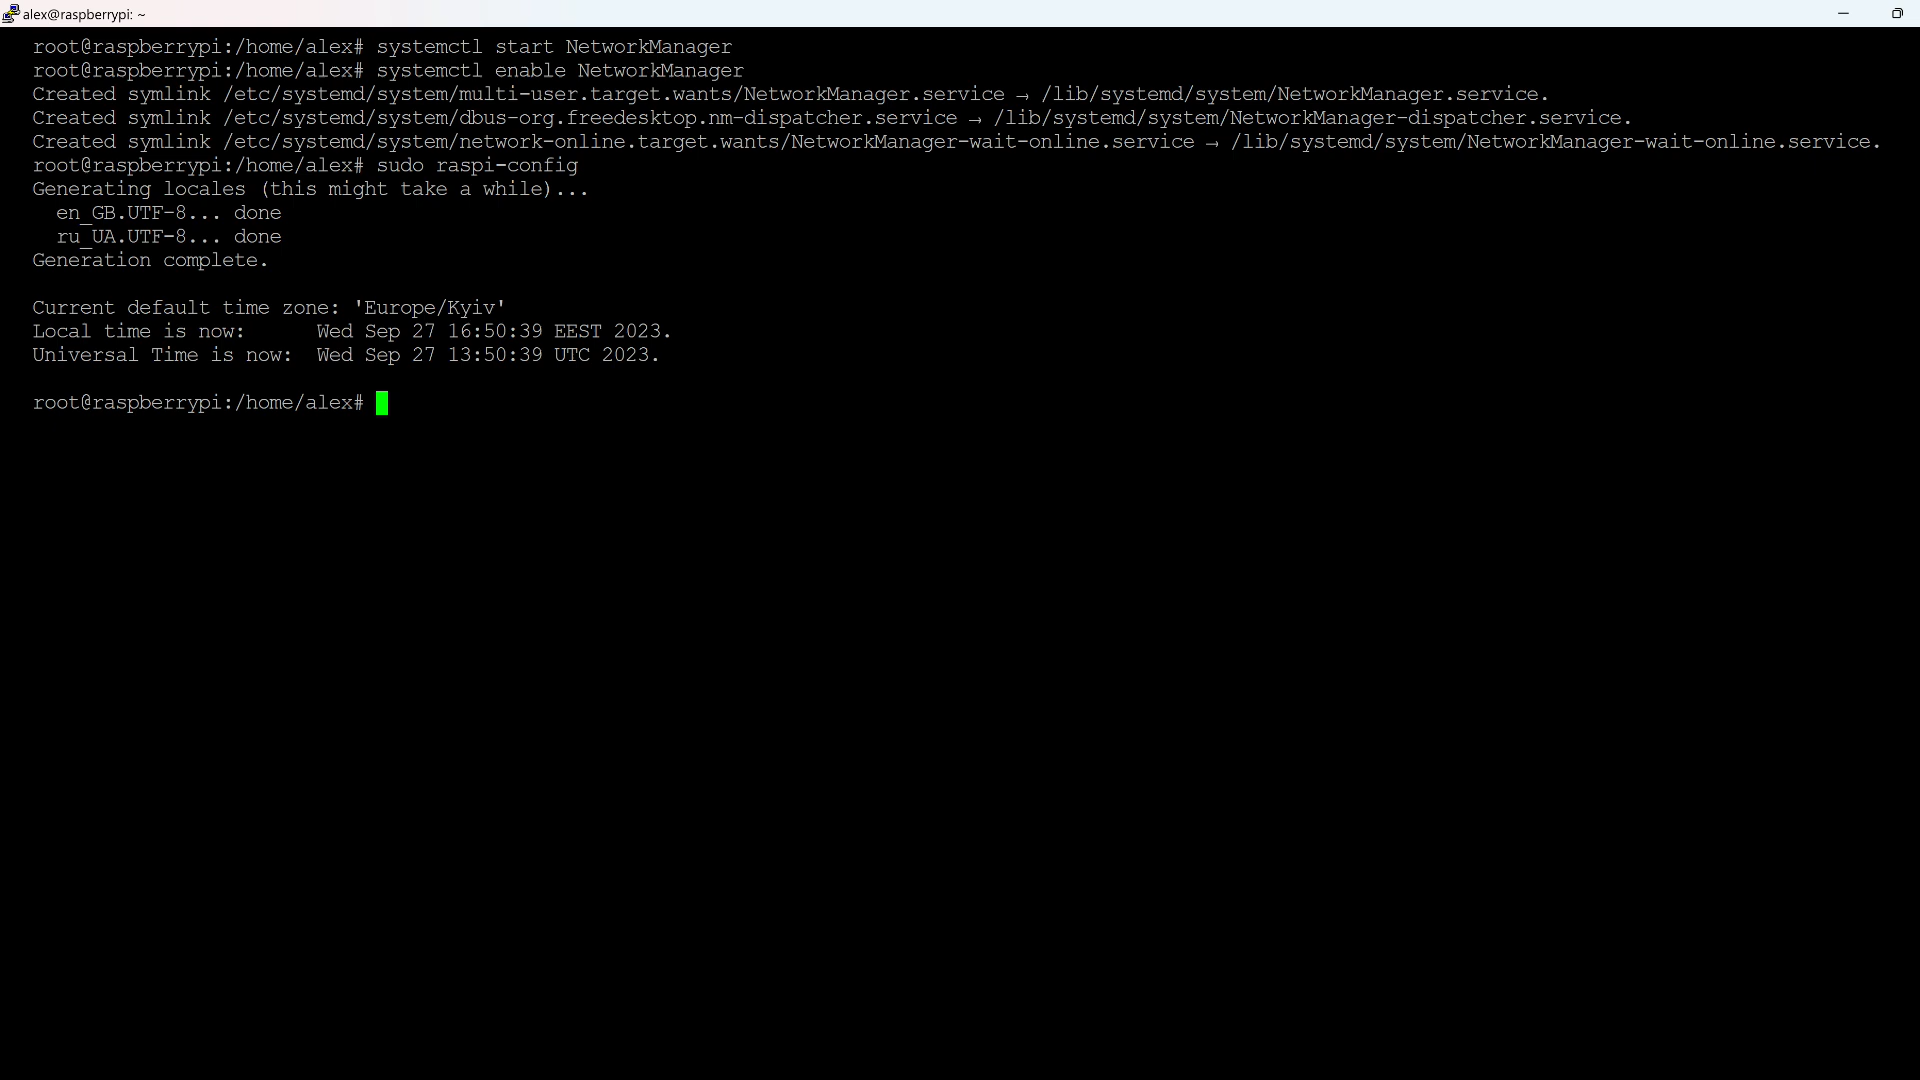 alex@raspberrypi: ~
root@raspberrypi:/home/alex# systemctl start NetworkManager
root@raspberrypi:/home/alex# systemctl enable NetworkManager
Created symlink /etc/systemd/system/multi-user.target.wants/NetworkManager.service → /lib/systemd/system/NetworkManager.service.
Created symlink /etc/systemd/system/dbus-org.freedesktop.nm-dispatcher.service → /lib/systemd/system/NetworkManager-dispatcher.service.
Created symlink /etc/systemd/system/network-online.target.wants/NetworkManager-wait-online.service → /lib/systemd/system/NetworkManager-wait-online.service.
root@raspberrypi:/home/alex# sudo raspi-config
Generating locales (this might take a while)...
  en_GB.UTF-8... done
  ru_UA.UTF-8... done
Generation complete.

Current default time zone: 'Europe/Kyiv'
Local time is now:      Wed Sep 27 16:50:39 EEST 2023.
Universal Time is now:  Wed Sep 27 13:50:39 UTC 2023.

root@raspberrypi:/home/alex#